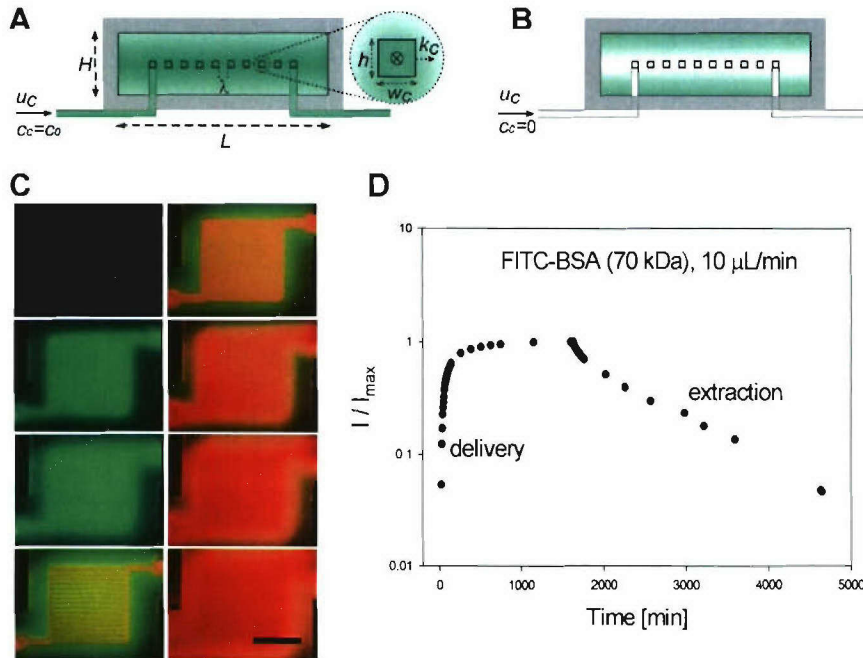 A
H
λ
h
w_C
k_C
u_C
c_C=c_0
L
B
u_C
c_C=0
C
D
10
1
0.1
0.01
I / I_max
FITC-BSA (70 kDa), 10 μL/min
delivery
extraction
0
1000
2000
3000
4000
5000
Time [min]